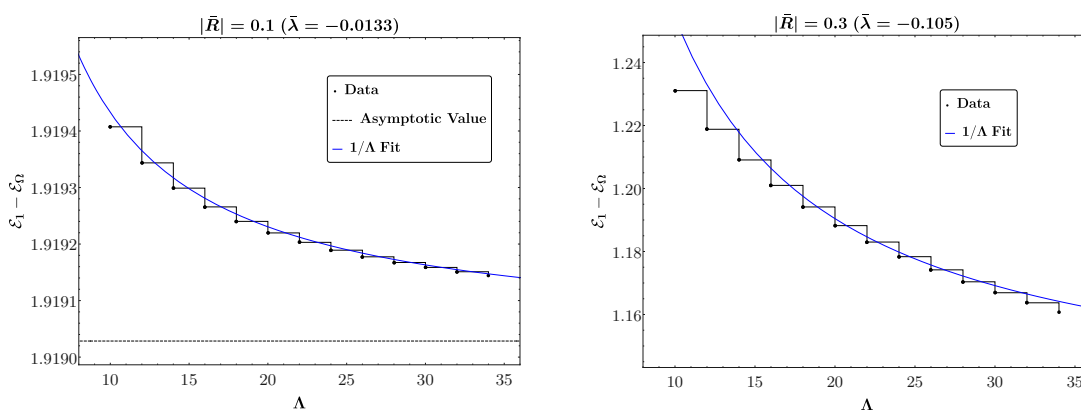 |R̄| = 0.1 (λ̄ = −0.0133)
1.9195
1.9194
1.9193
1.9192
1.9191
1.9190
ℰ₁ − ℰ_Ω
Data
Asymptotic Value
1/Λ Fit
10 15 20 25 30 35
Λ
|R̄| = 0.3 (λ̄ = −0.105)
1.24
1.22
1.20
1.18
1.16
ℰ₁ − ℰ_Ω
Data
1/Λ Fit
10 15 20 25 30 35
Λ